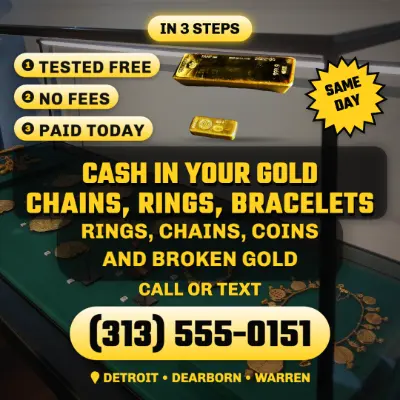 IN 3 STEPS
1 TESTED FREE
2 NO FEES
3 PAID TODAY
SAME
DAY
CASH IN YOUR GOLD
CHAINS, RINGS, BRACELETS
RINGS, CHAINS, COINS
AND BROKEN GOLD
CALL OR TEXT
(313) 555-0151
DETROIT • DEARBORN • WARREN